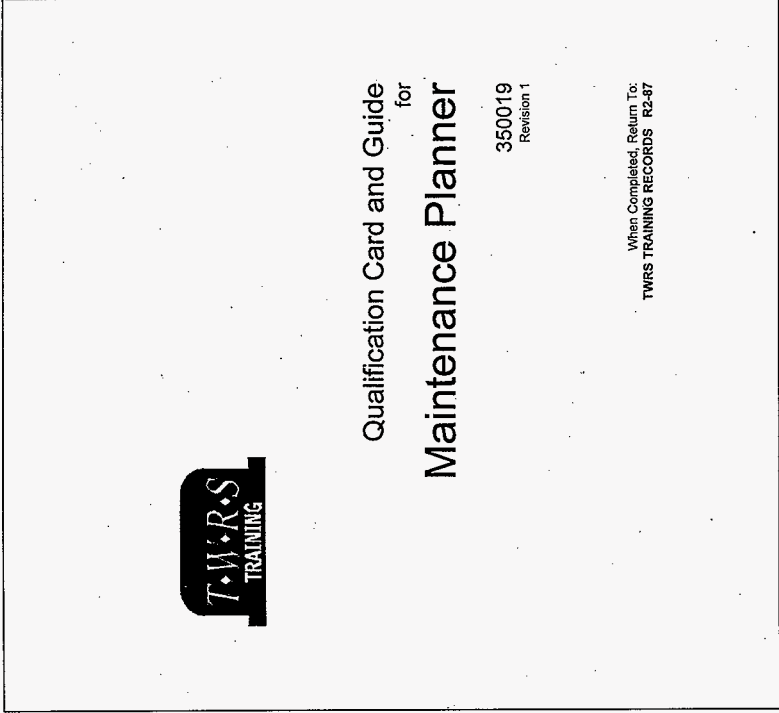 T•W•R•S
TRAINING
Qualification Card and Guide
for
Maintenance Planner
350019
Revision 1
When Completed, Return To:
TWRS TRAINING RECORDS R2-87